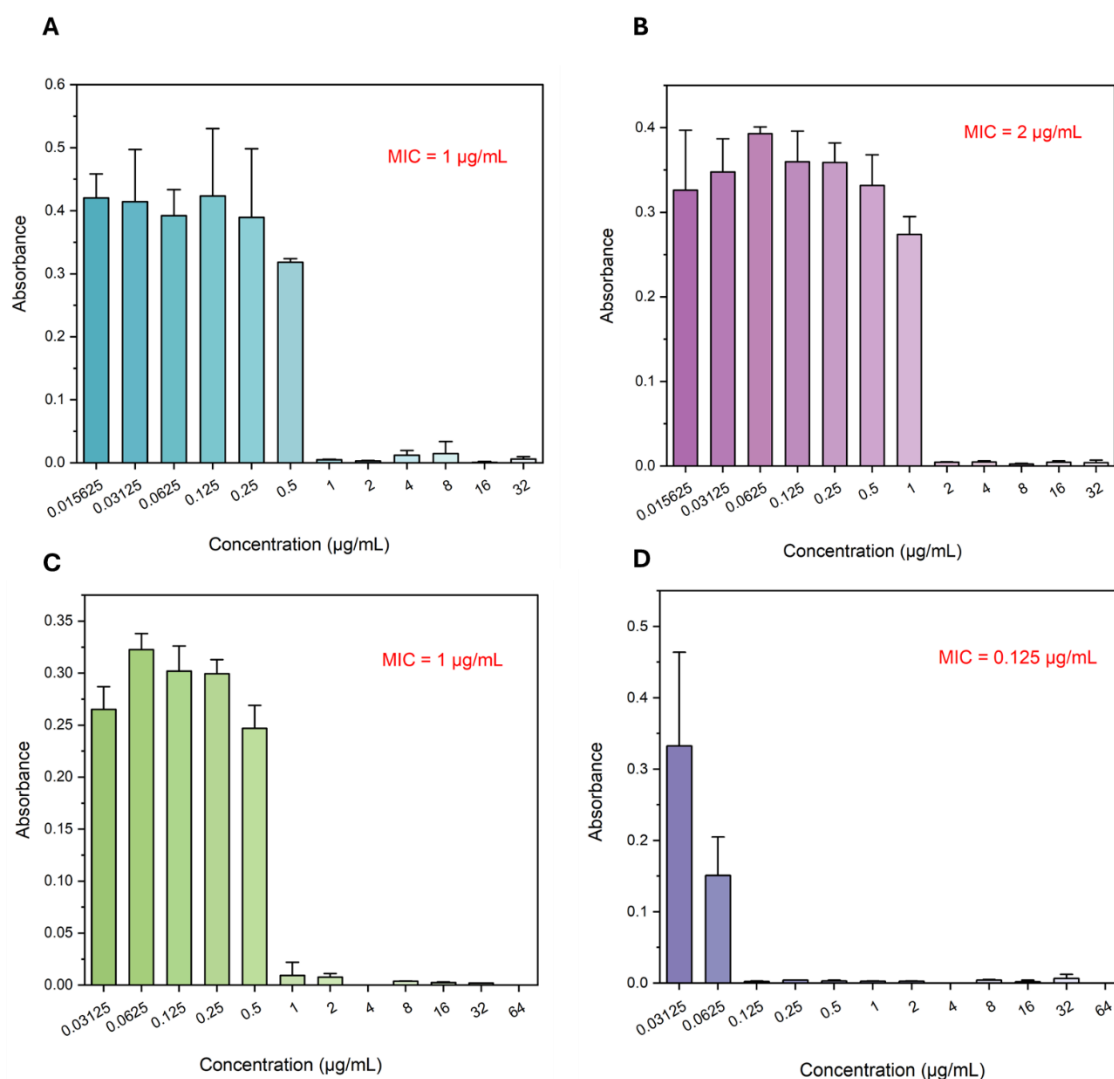 A
0.6
0.5
0.4
0.3
0.2
0.1
0.0
Absorbance
MIC = 1 µg/mL
0.015625 0.03125 0.0625 0.125 0.25 0.5 1 2 4 8 16 32
Concentration (µg/mL)
B
0.4
0.3
0.2
0.1
0.0
Absorbance
MIC = 2 µg/mL
0.015625 0.03125 0.0625 0.125 0.25 0.5 1 2 4 8 16 32
Concentration (µg/mL)
C
0.35
0.30
0.25
0.20
0.15
0.10
0.05
0.00
Absorbance
MIC = 1 µg/mL
0.03125 0.0625 0.125 0.25 0.5 1 2 4 8 16 32 64
Concentration (µg/mL)
D
0.5
0.4
0.3
0.2
0.1
0.0
Absorbance
MIC = 0.125 µg/mL
0.03125 0.0625 0.125 0.25 0.5 1 2 4 8 16 32 64
Concentration (µg/mL)